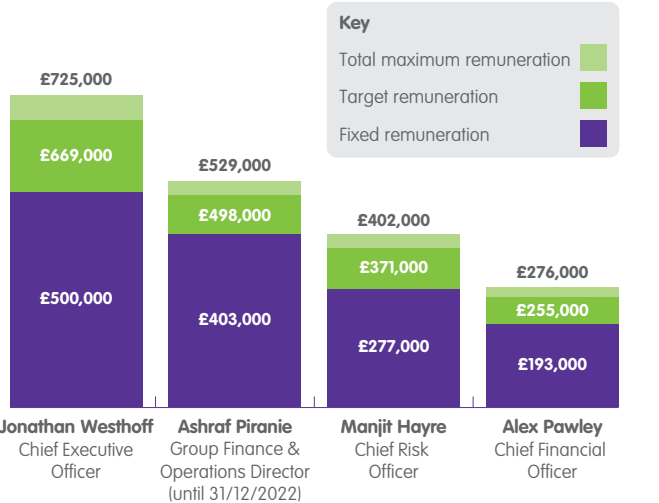 Key
Total maximum remuneration
Target remuneration
Fixed remuneration
£725,000
£669,000
£500,000
£529,000
£498,000
£403,000
£402,000
£371,000
£277,000
£276,000
£255,000
£193,000
Jonathan Westhoff
Chief Executive
Officer
Ashraf Piranie
Group Finance &
Operations Director
(until 31/12/2022)
Manjit Hayre
Chief Risk
Officer
Alex Pawley
Chief Financial
Officer